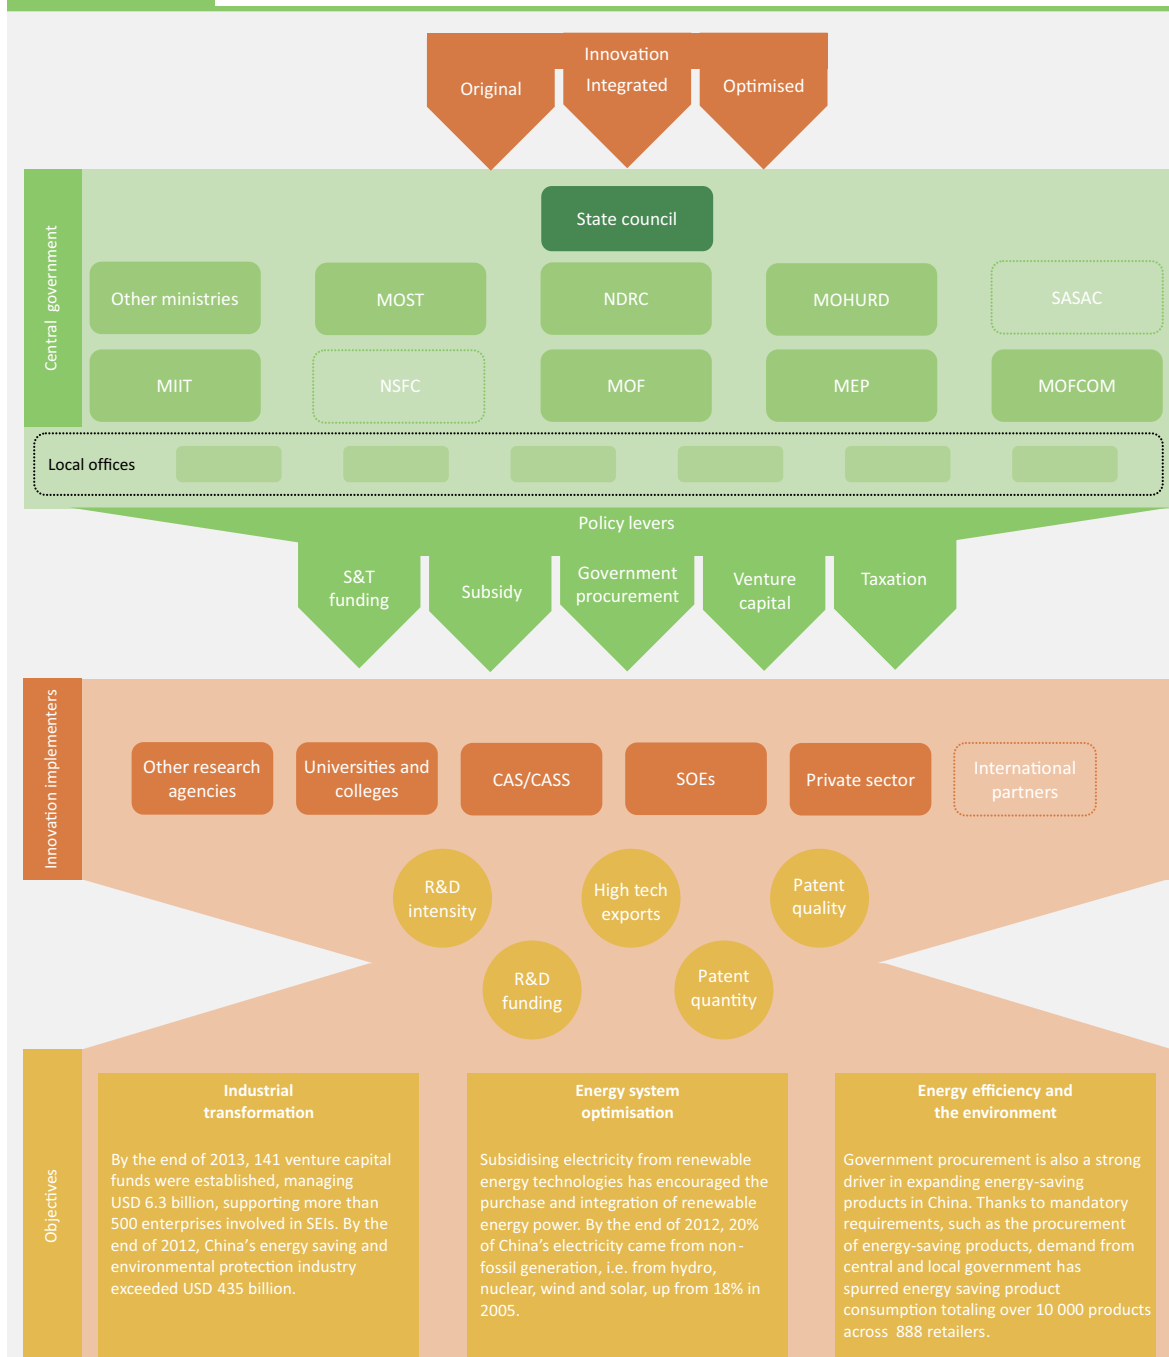 Innovation
Original
Integrated
Optimised
Central government
State council
Other ministries
MOST
NDRC
MOHURD
SASAC
MIIT
NSFC
MOF
MEP
MOFCOM
Local offices
Policy levers
S&T
funding
Subsidy
Government
procurement
Venture
capital
Taxation
Innovation implementers
Other research
agencies
Universities and
colleges
CAS/CASS
SOEs
Private sector
International
partners
R&D
intensity
High tech
exports
Patent
quality
R&D
funding
Patent
quantity
Objectives
Industrial
transformation
By the end of 2013, 141 venture capital
funds were established, managing
USD 6.3 billion, supporting more than
500 enterprises involved in SEIs. By the
end of 2012, China's energy saving and
environmental protection industry
exceeded USD 435 billion.
Energy system
optimisation
Subsidising electricity from renewable
energy technologies has encouraged the
purchase and integration of renewable
energy power. By the end of 2012, 20%
of China's electricity came from non-
fossil generation, i.e. from hydro,
nuclear, wind and solar, up from 18% in
2005.
Energy efficiency and
the environment
Government procurement is also a strong
driver in expanding energy-saving
products in China. Thanks to mandatory
requirements, such as the procurement
of energy-saving products, demand from
central and local government has
spurred energy saving product
consumption totaling over 10 000 products
across 888 retailers.